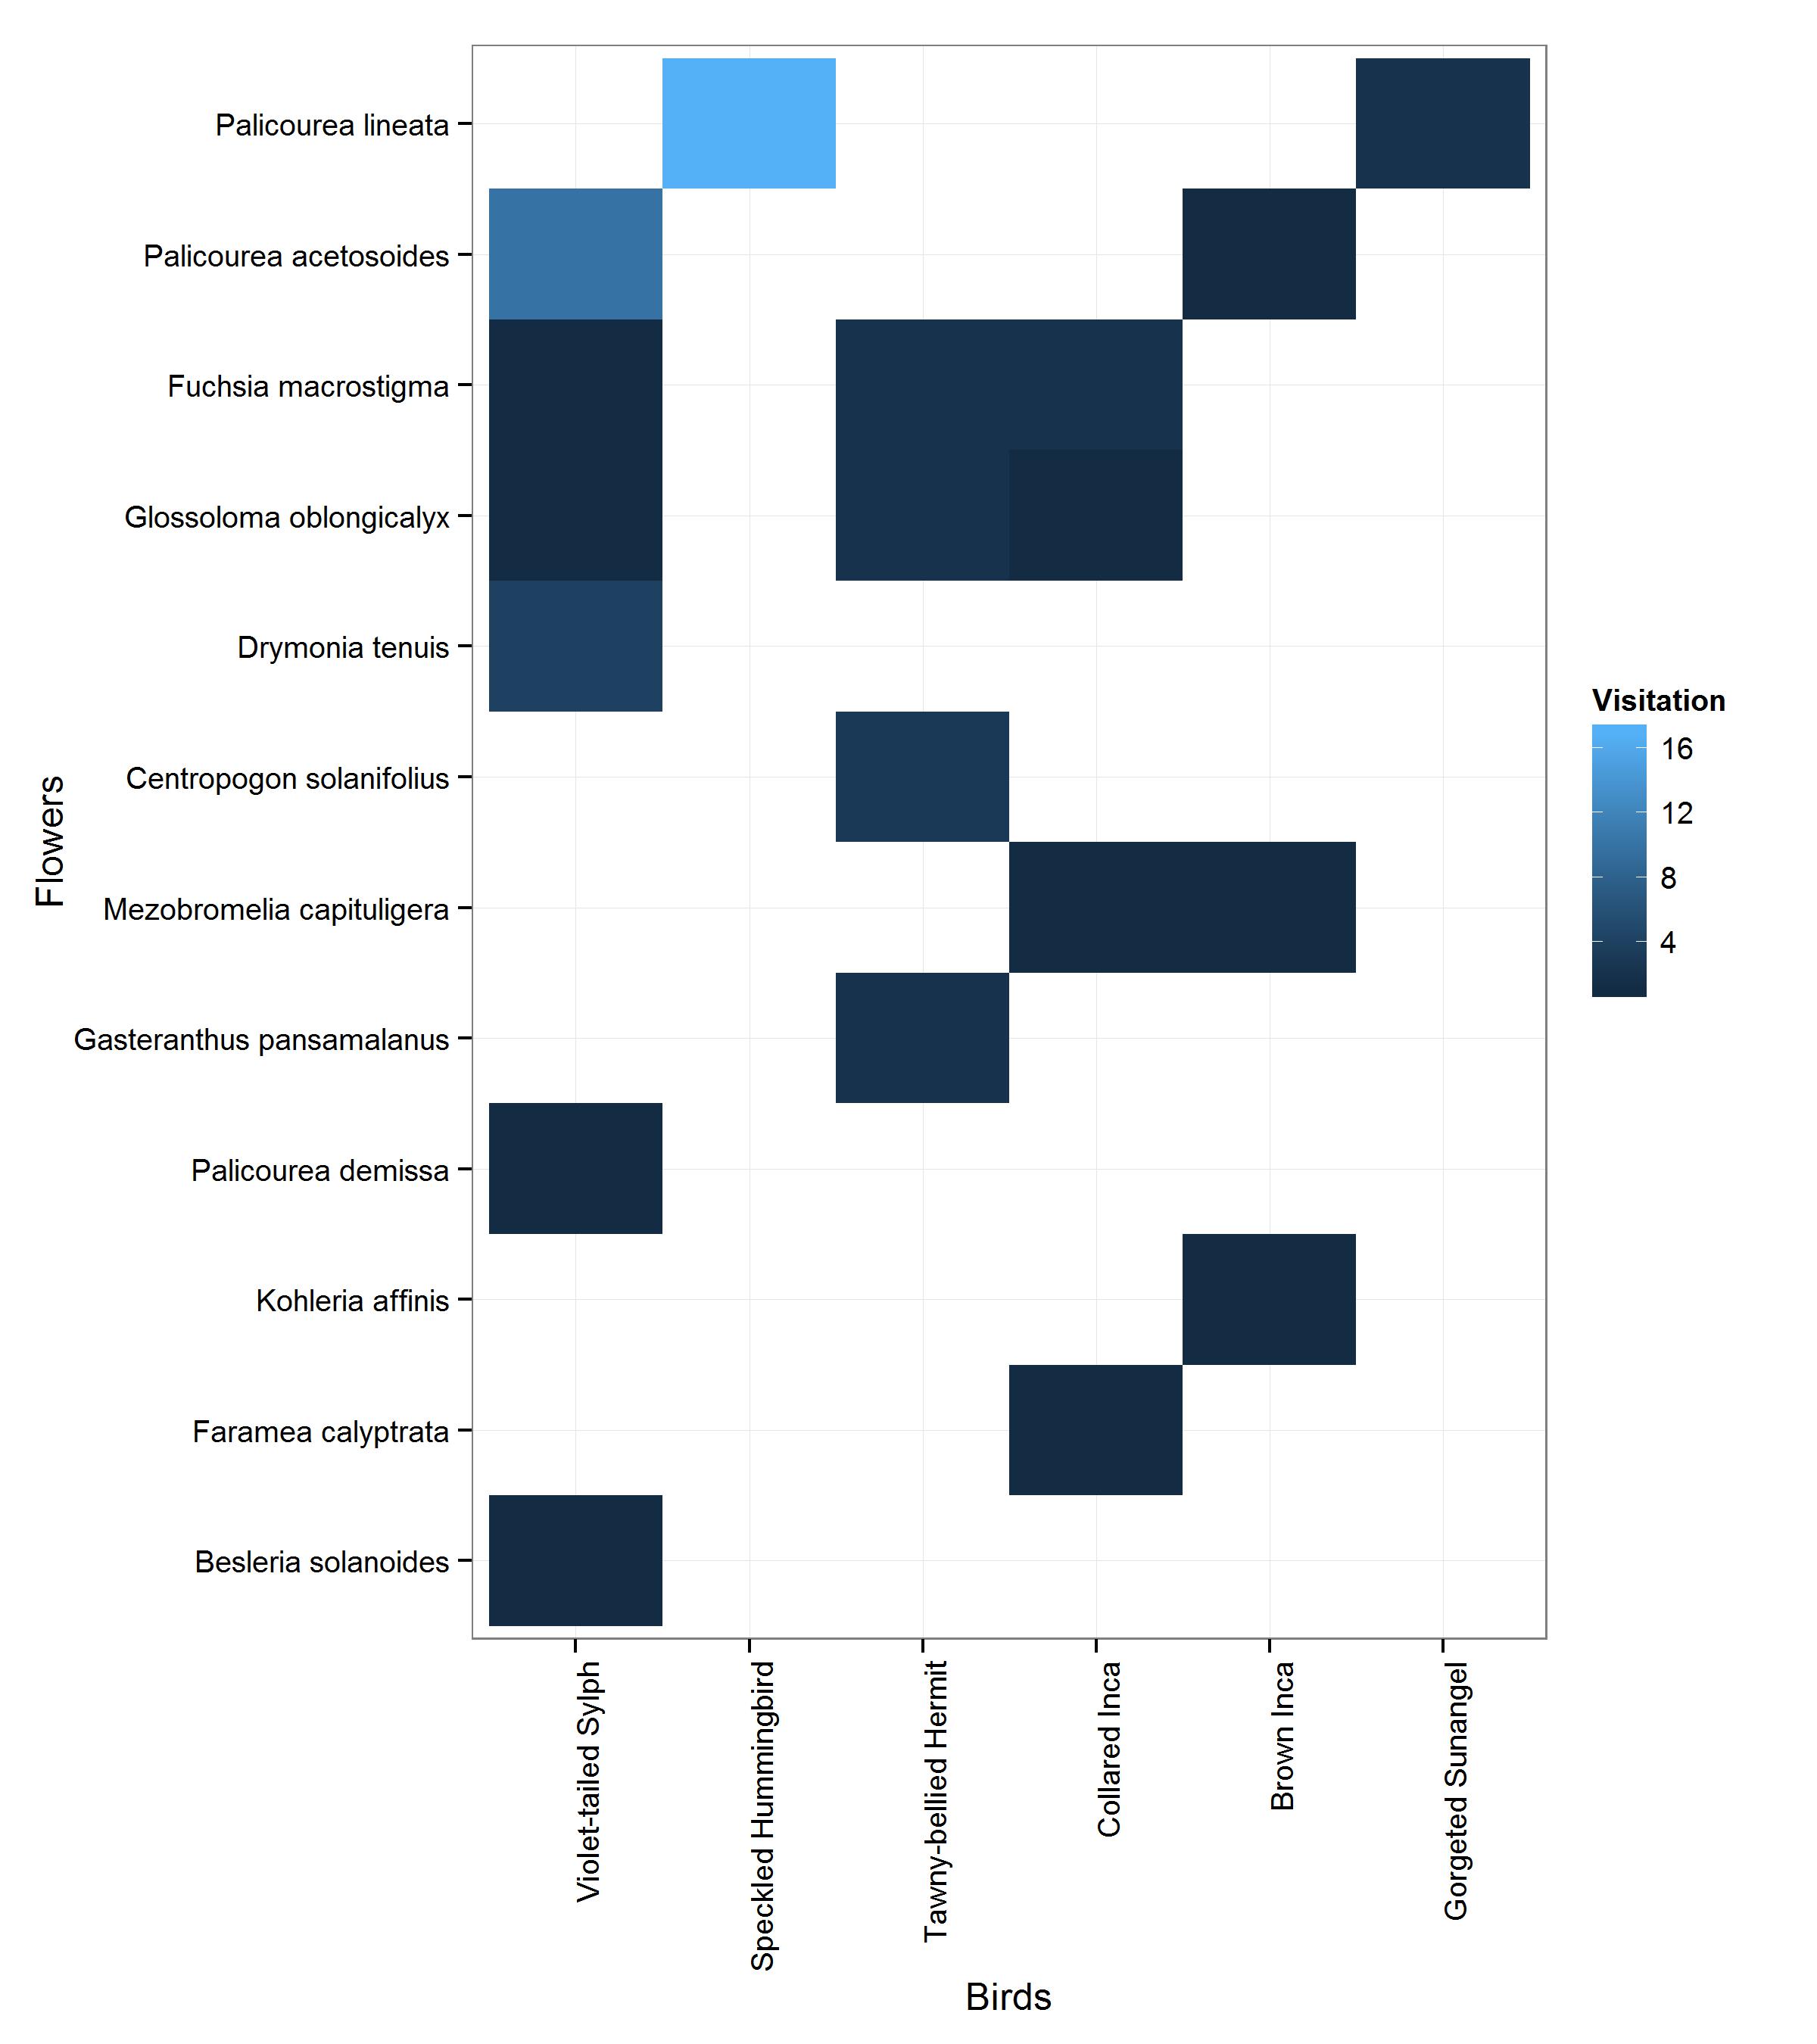 Palicourea lineata
Palicourea acetosoides
Fuchsia macrostigma
Glossoloma oblongicalyx
Drymonia tenuis
Centropogon solanifolius
Mezobromelia capituligera
Gasteranthus pansamalanus
Palicourea demissa
Kohleria affinis
Faramea calyptrata
Besleria solanoides
Flowers
Violet-tailed Sylph
Speckled Hummingbird
Tawny-bellied Hermit
Collared Inca
Brown Inca
Gorgeted Sunangel
Birds
Visitation
16
12
8
4